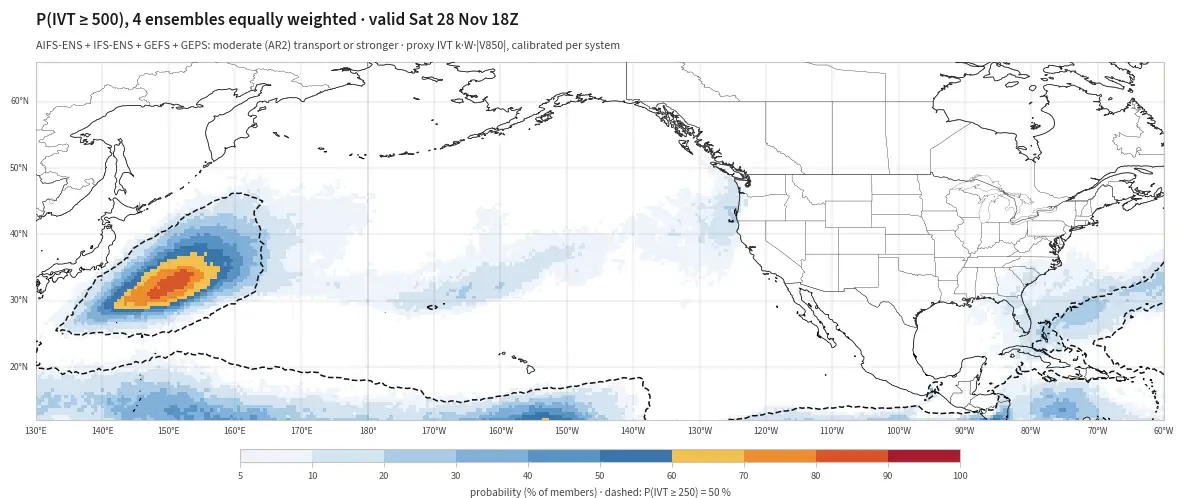 P(IVT ≥ 500), 4 ensembles equally weighted · valid Sat 28 Nov 18Z
AIFS-ENS + IFS-ENS + GEFS + GEPS: moderate (AR2) transport or stronger · proxy IVT k·W·|V850|, calibrated per system
60°N
50°N
40°N
30°N
20°N
130°E 140°E 150°E 160°E 170°E 180° 170°W 160°W 150°W 140°W 130°W 120°W 110°W 100°W 90°W 80°W 70°W 60°W
5 10 20 30 40 50 60 70 80 90 100
probability (% of members) · dashed: P(IVT ≥ 250) = 50 %